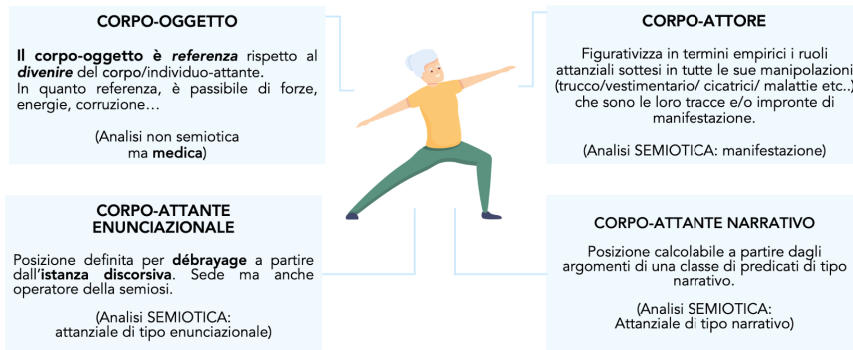 CORPO-OGGETTO
Il corpo-oggetto è referenza rispetto al
divenire del corpo/individuo-attante.
In quanto referenza, è passibile di forze,
energie, corruzione…
(Analisi non semiotica
ma medica)
CORPO-ATTORE
Figurativizza in termini empirici i ruoli
attanziali sottesi in tutte le sue manipolazioni
(trucco/vestimentario/ cicatrici/ malattie etc..)
che sono le loro tracce e/o impronte di
manifestazione.
(Analisi SEMIOTICA: manifestazione)
CORPO-ATTANTE
ENUNCIAZIONALE
Posizione definita per débrayage a partire
dall'istanza discorsiva. Sede ma anche
operatore della semiosi.
(Analisi SEMIOTICA:
attanziale di tipo enunciazionale)
CORPO-ATTANTE NARRATIVO
Posizione calcolabile a partire dagli
argomenti di una classe di predicati di tipo
narrativo.
(Analisi SEMIOTICA:
Attanziale di tipo narrativo)